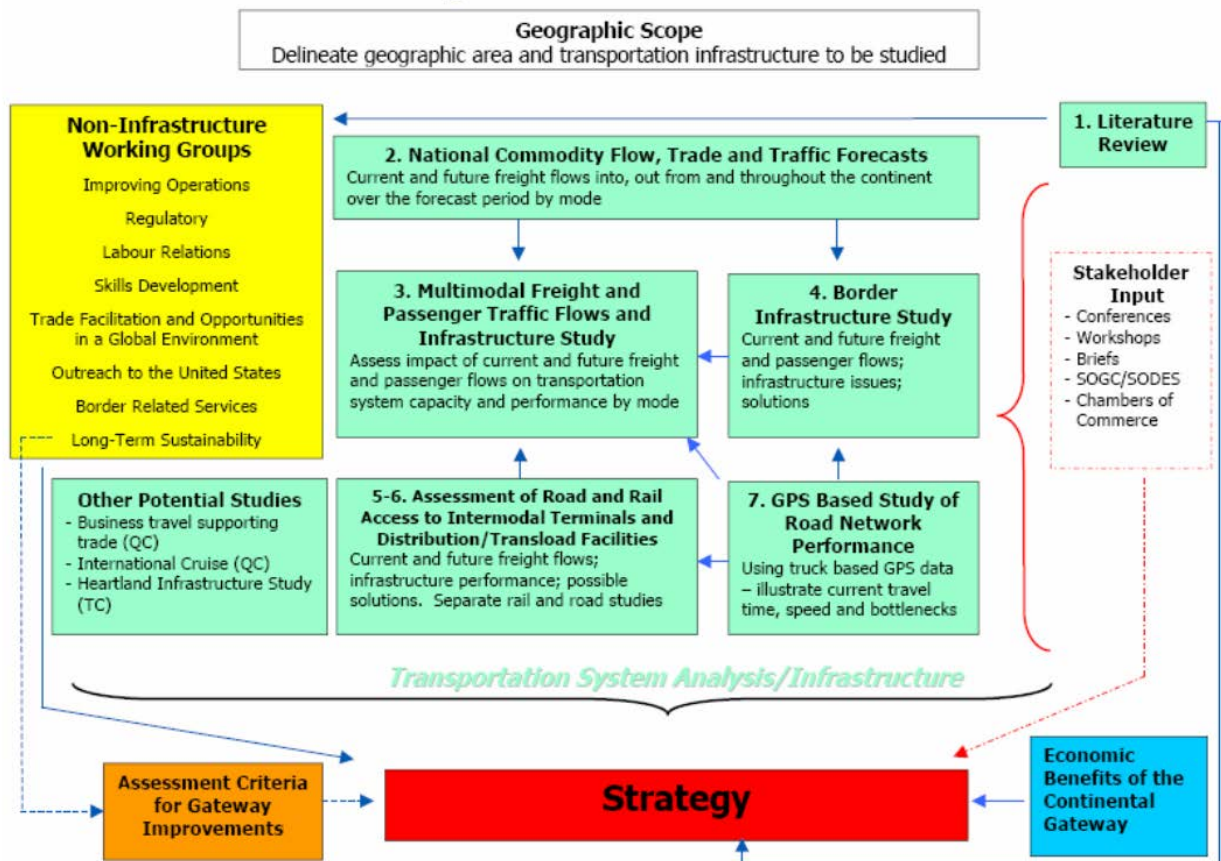 Geographic Scope
Delineate geographic area and transportation infrastructure to be studied
Non-Infrastructure
Working Groups
Improving Operations
Regulatory
Labour Relations
Skills Development
Trade Facilitation and Opportunities
in a Global Environment
Outreach to the United States
Border Related Services
Long-Term Sustainability
1. Literature
Review
2. National Commodity Flow, Trade and Traffic Forecasts
Current and future freight flows into, out from and throughout the continent
over the forecast period by mode
3. Multimodal Freight and
Passenger Traffic Flows and
Infrastructure Study
Assess impact of current and future freight
and passenger flows on transportation
system capacity and performance by mode
4. Border
Infrastructure Study
Current and future freight
and passenger flows;
infrastructure issues;
solutions
Stakeholder
Input
- Conferences
- Workshops
- Briefs
- SOGC/SODES
- Chambers of
Commerce
Other Potential Studies
- Business travel supporting
trade (QC)
- International Cruise (QC)
- Heartland Infrastructure Study
(TC)
5-6. Assessment of Road and Rail
Access to Intermodal Terminals and
Distribution/Transload Facilities
Current and future freight flows;
infrastructure performance; possible
solutions. Separate rail and road studies
7. GPS Based Study of
Road Network
Performance
Using truck based GPS data
– illustrate current travel
time, speed and bottlenecks
Transportation System Analysis/Infrastructure
Assessment Criteria
for Gateway
Improvements
Strategy
Economic
Benefits of the
Continental
Gateway